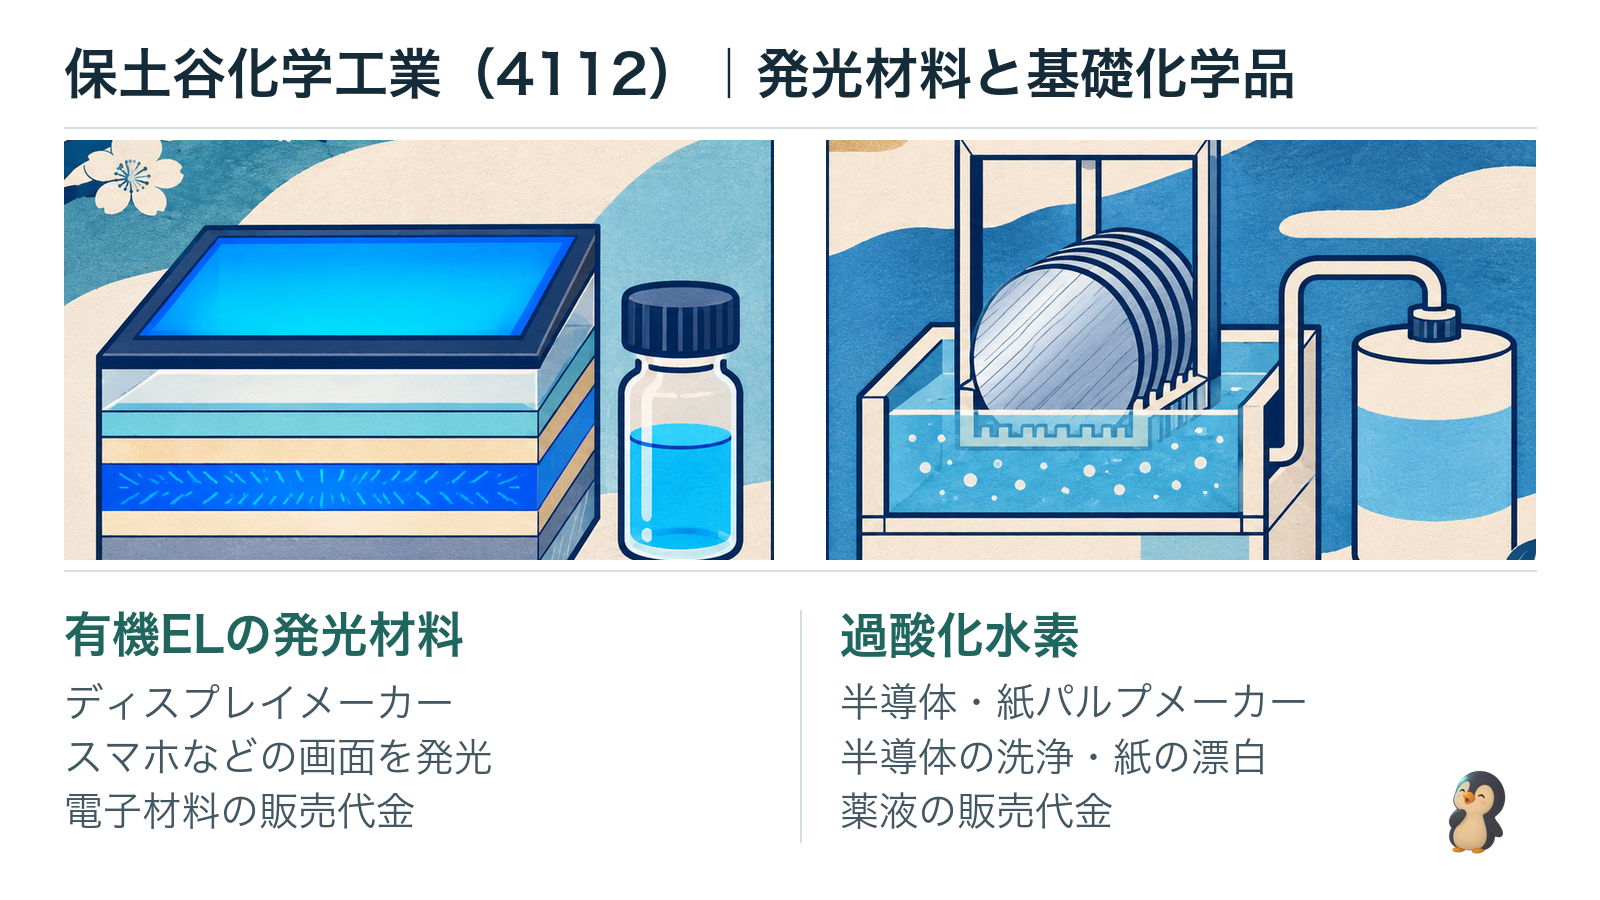 保土谷化学工業（4112）｜発光材料と基礎化学品
有機ELの発光材料
ディスプレイメーカー
スマホなどの画面を発光
電子材料の販売代金
過酸化水素
半導体・紙パルプメーカー
半導体の洗浄・紙の漂白
薬液の販売代金